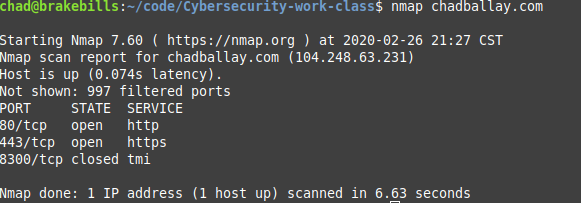 chad@brakebills:~/code/Cybersecurity-work-class$ nmap chadballay.com
Starting Nmap 7.60 ( https://nmap.org ) at 2020-02-26 21:27 CST
Nmap scan report for chadballay.com (104.248.63.231)
Host is up (0.074s latency).
Not shown: 997 filtered ports
PORT     STATE  SERVICE
80/tcp   open   http
443/tcp  open   https
8300/tcp closed tmi
Nmap done: 1 IP address (1 host up) scanned in 6.63 seconds